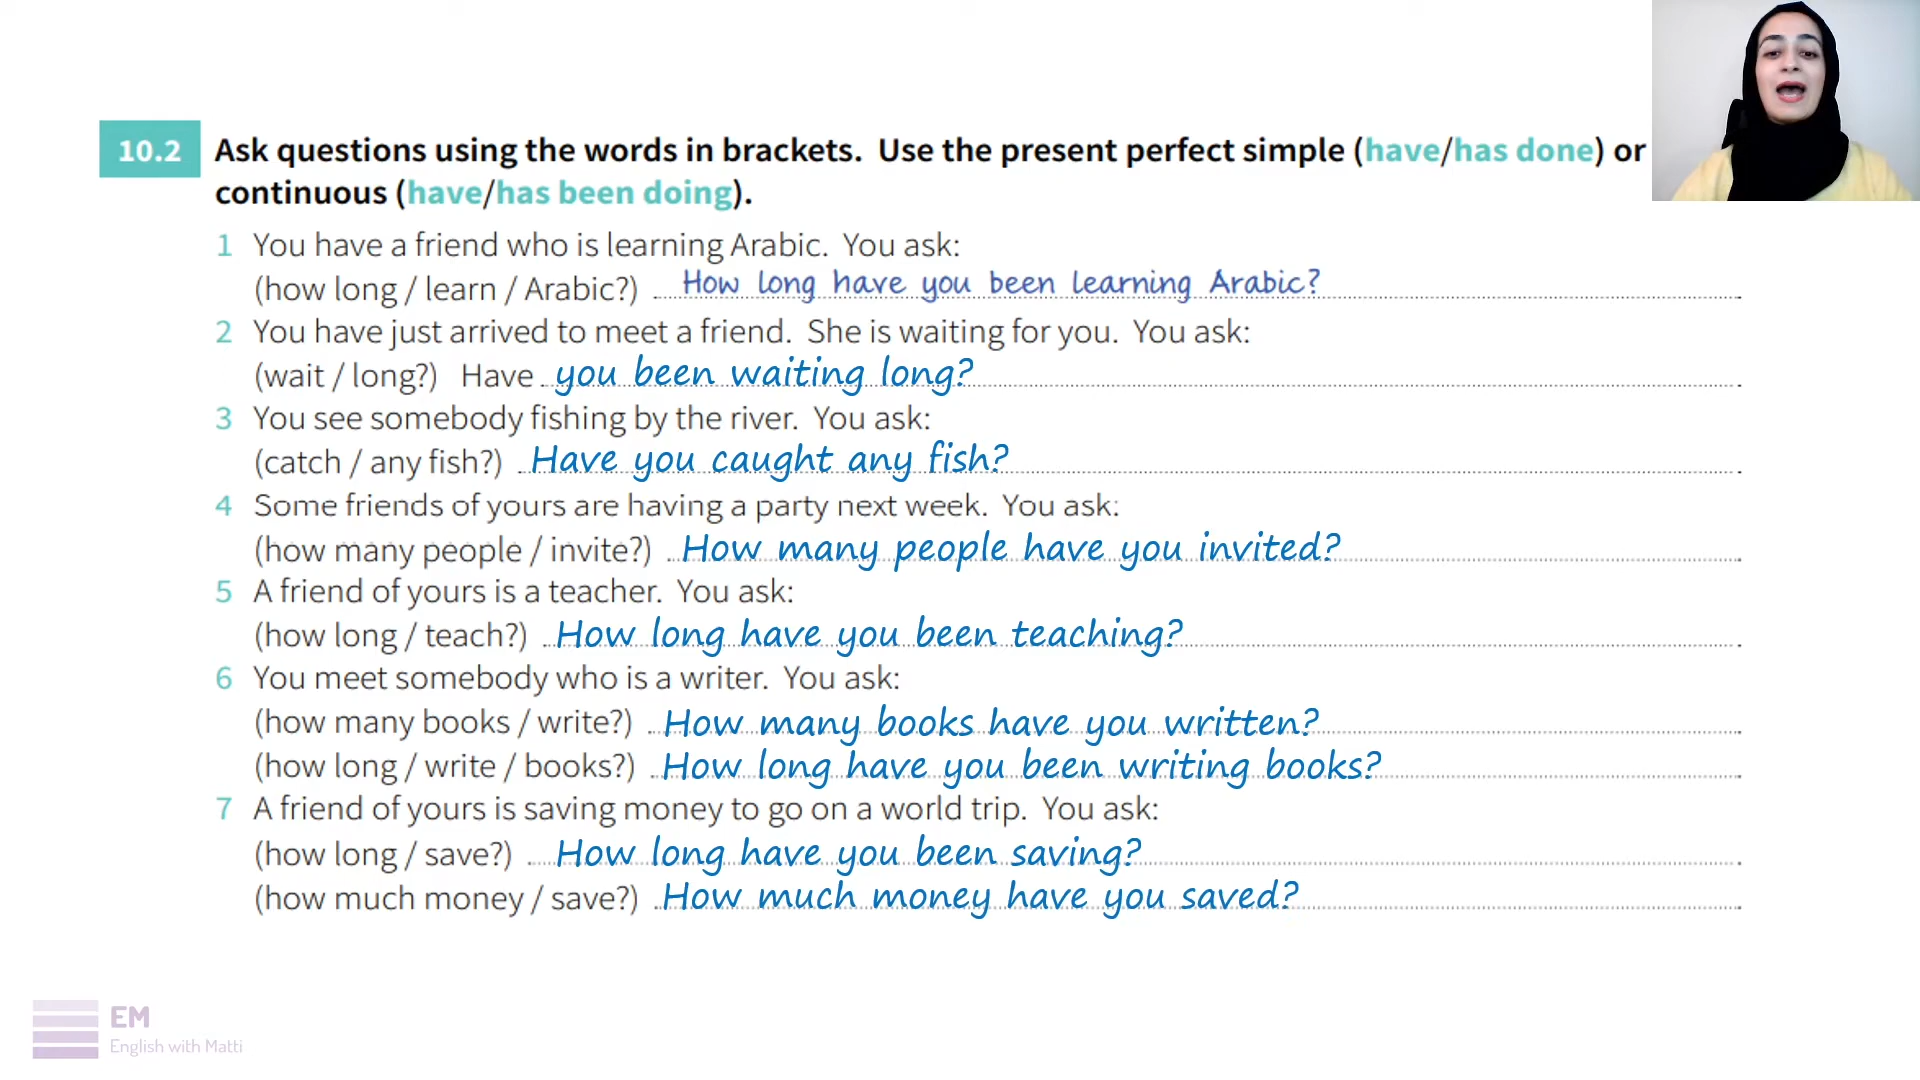 10.2 Ask questions using the words in brackets. Use the present perfect simple (have/has done) or
continuous (have/has been doing).
1 You have a friend who is learning Arabic. You ask:
(how long / learn / Arabic?) How long have you been learning Arabic?
2 You have just arrived to meet a friend. She is waiting for you. You ask:
(wait / long?) Have you been waiting long?
3 You see somebody fishing by the river. You ask:
(catch / any fish?) Have you caught any fish?
4 Some friends of yours are having a party next week. You ask:
(how many people / invite?) How many people have you invited?
5 A friend of yours is a teacher. You ask:
(how long / teach?) How long have you been teaching?
6 You meet somebody who is a writer. You ask:
(how many books / write?) How many books have you written?
(how long / write / books?) How long have you been writing books?
7 A friend of yours is saving money to go on a world trip. You ask:
(how long / save?) How long have you been saving?
(how much money / save?) How much money have you saved?
EM
English with Matti